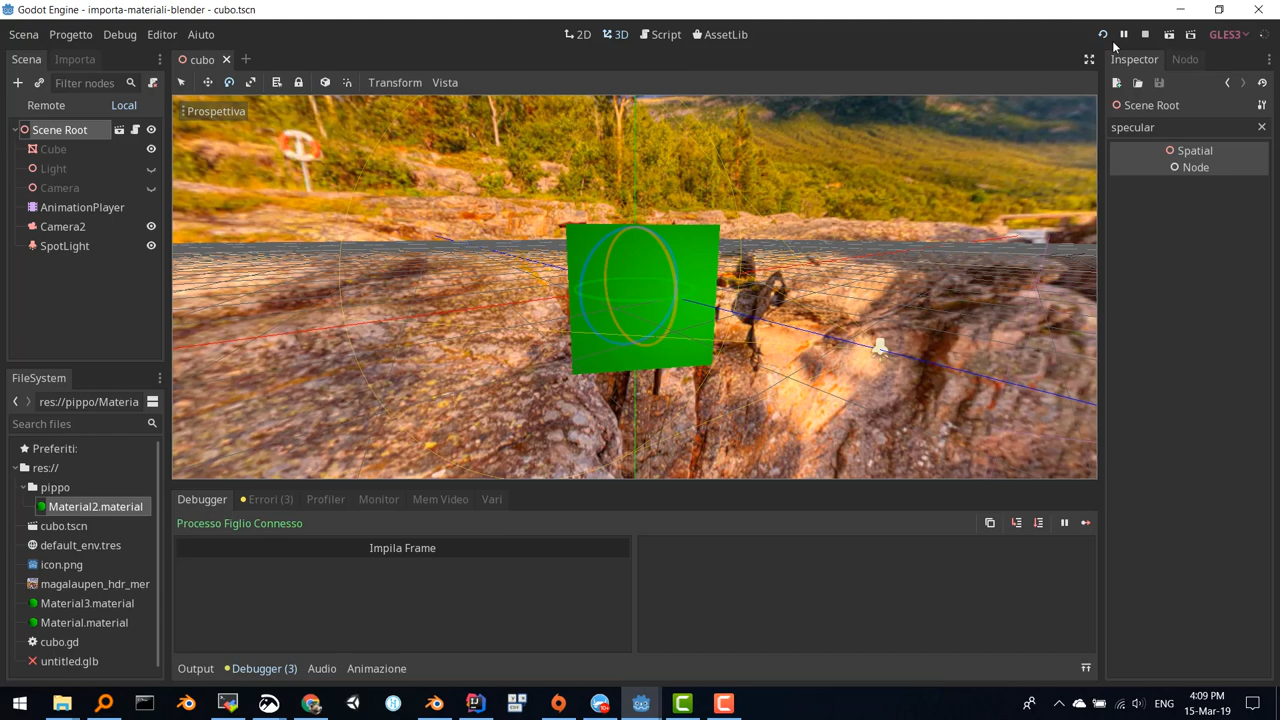 Godot Engine - importa-materiali-blender - cubo.tscn
Scena Progetto Debug Editor Aiuto 2D 3D Script AssetLib GLES3
Scena Importa cubo Inspector Nodo
Filter nodes Transform Vista
Remote Local Prospettiva Scene Root
Scene Root specular
Cube Spatial
Light Node
Camera
AnimationPlayer
Camera2
SpotLight
FileSystem
res://pippo/Materia
Search files
Preferiti:
res://
pippo
Material2.material
cubo.tscn
default_env.tres
icon.png
magalaupen_hdr_mer
Material3.material
Material.material
cubo.gd
untitled.glb
Debugger Errori (3) Profiler Monitor Mem Video Vari
Processo Figlio Connesso
Impila Frame
Output Debugger (3) Audio Animazione
10+ ENG 4:09 PM
15-Mar-19